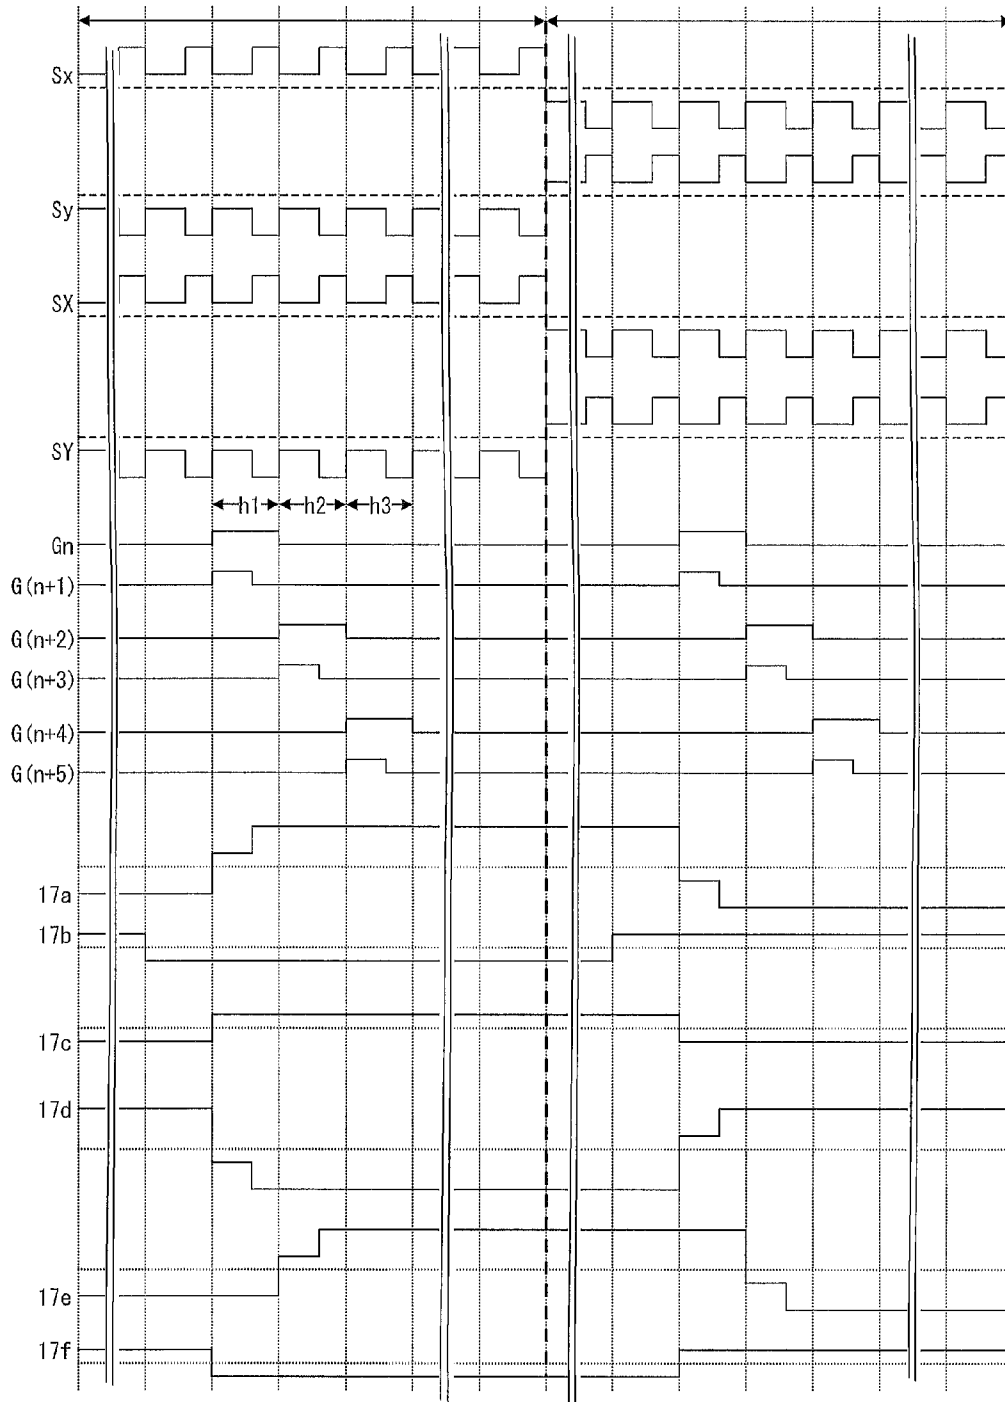 Sx
Sy
SX
SY
h1 h2 h3
Gn
G(n+1)
G(n+2)
G(n+3)
G(n+4)
G(n+5)
17a
17b
17c
17d
17e
17f